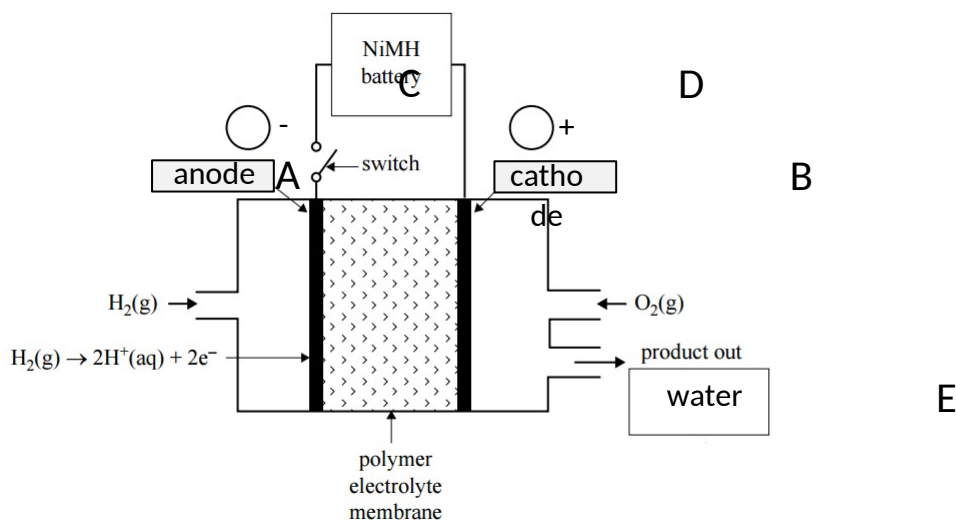 NiMH
battery
C
D
-
+
switch
anode
A
catho
de
B
H₂(g)
O₂(g)
H₂(g) → 2H⁺(aq) + 2e⁻
product out
water
E
polymer
electrolyte
membrane